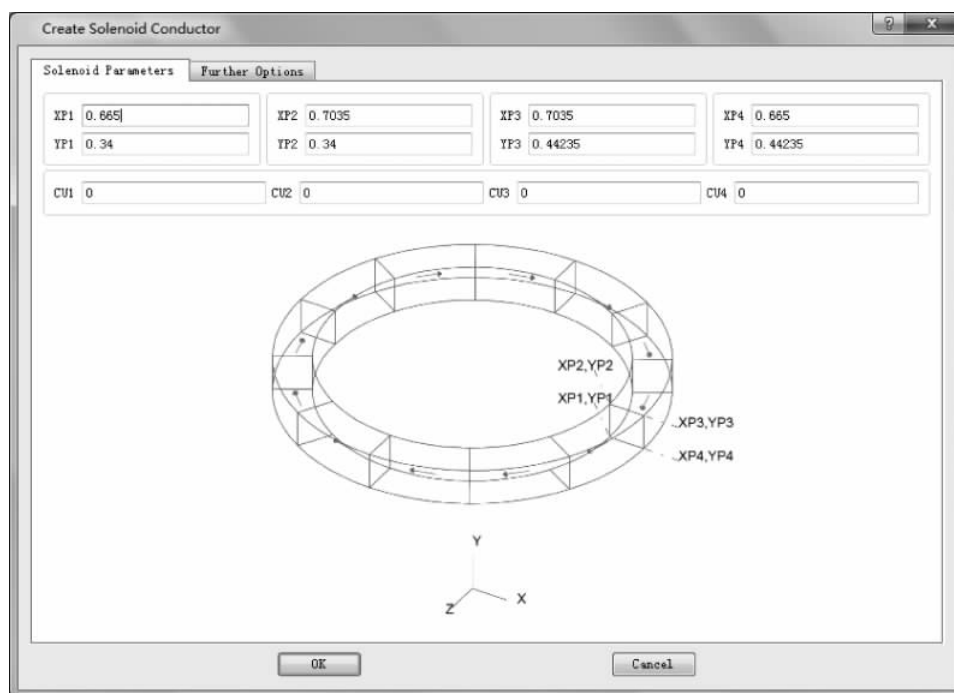 Create Solenoid Conductor
? X
Solenoid Parameters Further Options
XP1 0.665 XP2 0.7035 XP3 0.7035 XP4 0.665
YP1 0.34 YP2 0.34 YP3 0.44235 YP4 0.44235
CU1 0 CU2 0 CU3 0 CU4 0
XP2,YP2
XP1,YP1
XP3,YP3
XP4,YP4
Y
X
Z
OK Cancel